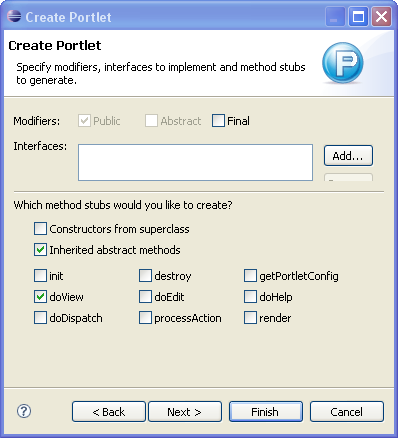 Create Portlet
Create Portlet
Specify modifiers, interfaces to implement and method stubs
to generate.
P
Modifiers: Public Abstract Final
Interfaces:
Add...
Which method stubs would you like to create?
Constructors from superclass
Inherited abstract methods
init destroy getPortletConfig
doView doEdit doHelp
doDispatch processAction render
? < Back Next > Finish Cancel